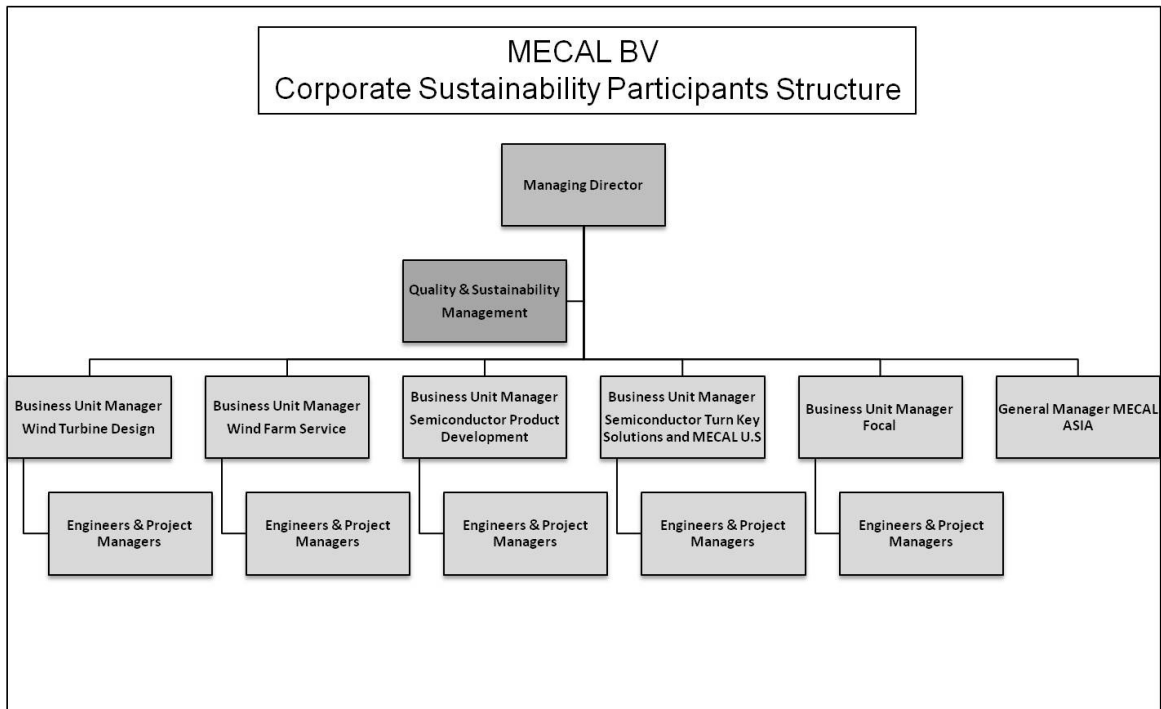 MECAL BV
Corporate Sustainability Participants Structure
Managing Director
Quality & Sustainability
Management
Business Unit Manager
Wind Turbine Design
Business Unit Manager
Wind Farm Service
Business Unit Manager
Semiconductor Product
Development
Business Unit Manager
Semiconductor Turn Key
Solutions and MECAL U.S
Business Unit Manager
Focal
General Manager MECAL
ASIA
Engineers & Project
Managers
Engineers & Project
Managers
Engineers & Project
Managers
Engineers & Project
Managers
Engineers & Project
Managers